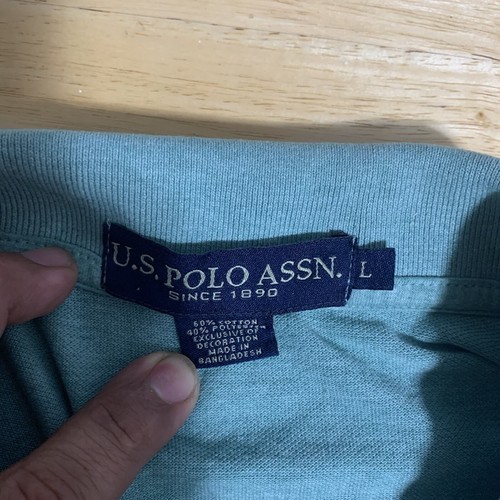 U.S. POLO ASSN.
SINCE 1890
L
60% COTTON
40% POLYESTER
EXCLUSIVE OF
DECORATION
MADE IN
BANGLADESH